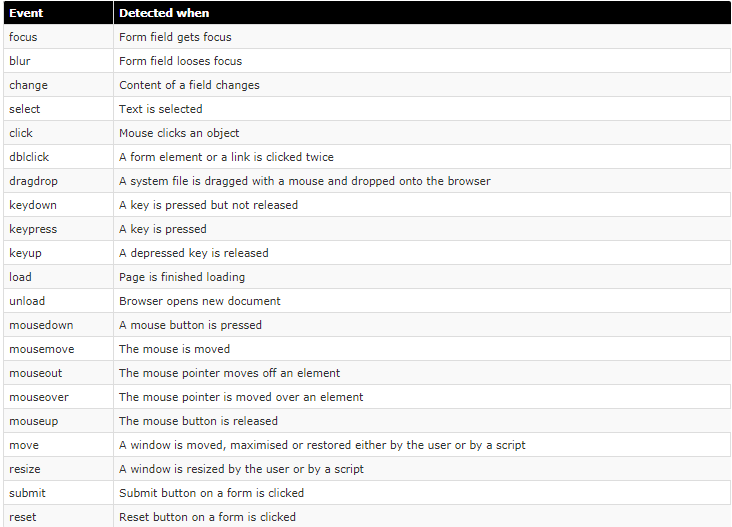 Event Detected when
focus Form field gets focus
blur Form field looses focus
change Content of a field changes
select Text is selected
click Mouse clicks an object
dblclick A form element or a link is clicked twice
dragdrop A system file is dragged with a mouse and dropped onto the browser
keydown A key is pressed but not released
keypress A key is pressed
keyup A depressed key is released
load Page is finished loading
unload Browser opens new document
mousedown A mouse button is pressed
mousemove The mouse is moved
mouseout The mouse pointer moves off an element
mouseover The mouse pointer is moved over an element
mouseup The mouse button is released
move A window is moved, maximised or restored either by the user or by a script
resize A window is resized by the user or by a script
submit Submit button on a form is clicked
reset Reset button on a form is clicked